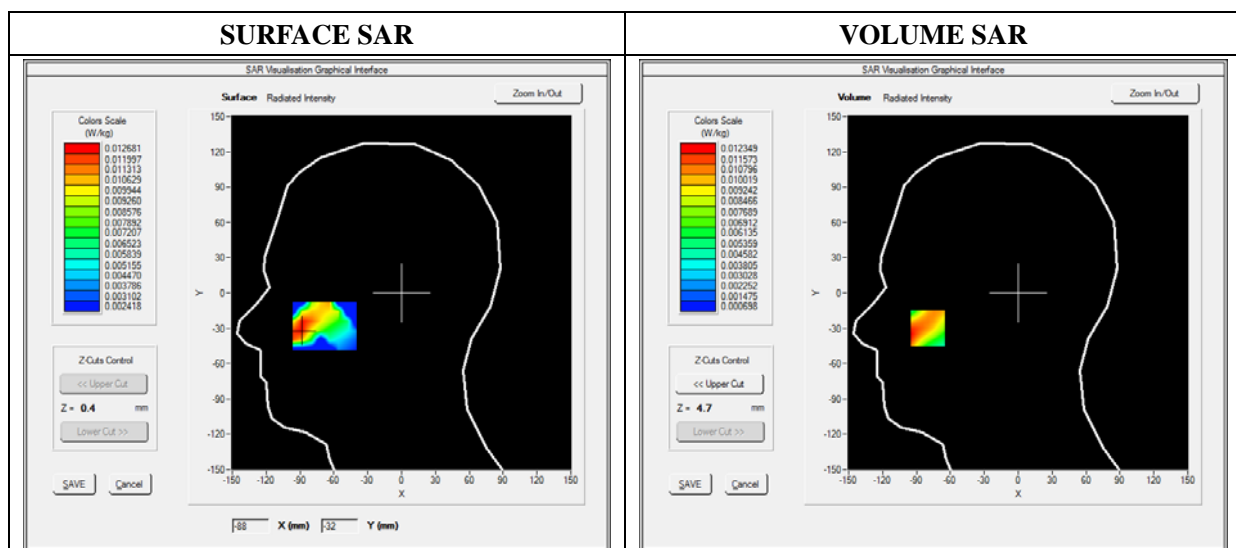 SURFACE SAR
VOLUME SAR
SAR Visualisation Graphical Interface
Surface Radiated Intensity
Zoom In/Out
Colors Scale
(W/kg)
0.012681
0.011997
0.011313
0.010629
0.009944
0.009260
0.008576
0.007892
0.007207
0.006523
0.005839
0.005155
0.004470
0.003786
0.003102
0.002418
Z-Cuts Control
<< Upper Cut
Z = 0.4 mm
Lower Cut >>
SAVE Cancel
150
120
90
60
30
0
-30
-60
-90
-120
-150
Y
-150 -120 -90 -60 -30 0 30 60 90 120 150
X
-88 X (mm) -32 Y (mm)
SAR Visualisation Graphical Interface
Volume Radiated Intensity
Zoom In/Out
Colors Scale
(W/kg)
0.012349
0.011573
0.010796
0.010019
0.009242
0.008466
0.007689
0.006912
0.006135
0.005359
0.004582
0.003805
0.003028
0.002252
0.001475
0.000698
Z-Cuts Control
<< Upper Cut
Z = 4.7 mm
Lower Cut >>
SAVE Cancel
150
120
90
60
30
0
-30
-60
-90
-120
-150
Y
-150 -120 -90 -60 -30 0 30 60 90 120 150
X